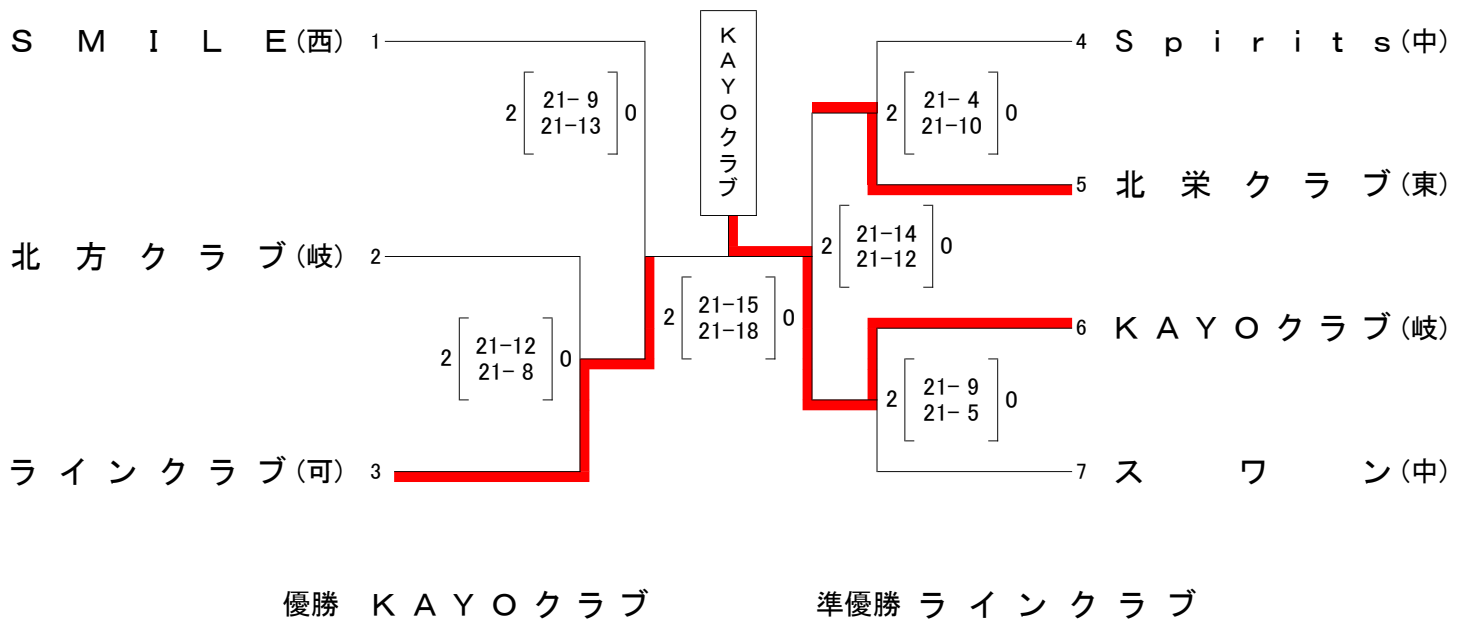 SMILE(西) 1
2 21-9 0
21-13
北方クラブ(岐) 2
2 21-12 0
21-8
ラインクラブ(可) 3
KAYOクラブ
2 21-15 0
21-18
4 Spirits(中)
2 21-4 0
21-10
5 北栄クラブ(東)
2 21-14 0
21-12
6 KAYOクラブ(岐)
2 21-9 0
21-5
7 スワン(中)
優勝 KAYOクラブ
準優勝 ラインクラブ